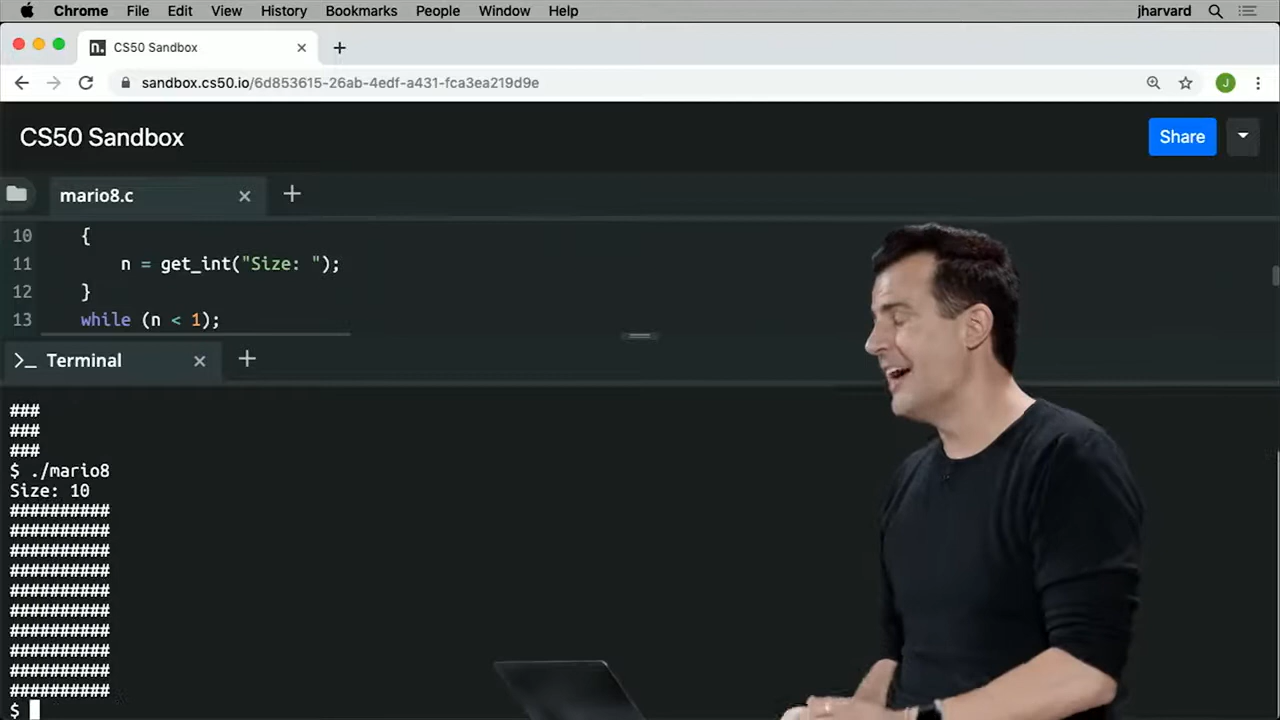 Chrome File Edit View History Bookmarks People Window Help jharvard
n. CS50 Sandbox
sandbox.cs50.io/6d853615-26ab-4edf-a431-fca3ea219d9e J
CS50 Sandbox Share
mario8.c
10 {
11 n = get_int("Size: ");
12 }
13 while (n < 1);
>_ Terminal
###
###
###
$ ./mario8
Size: 10
##########
##########
##########
##########
##########
##########
##########
##########
##########
##########
$